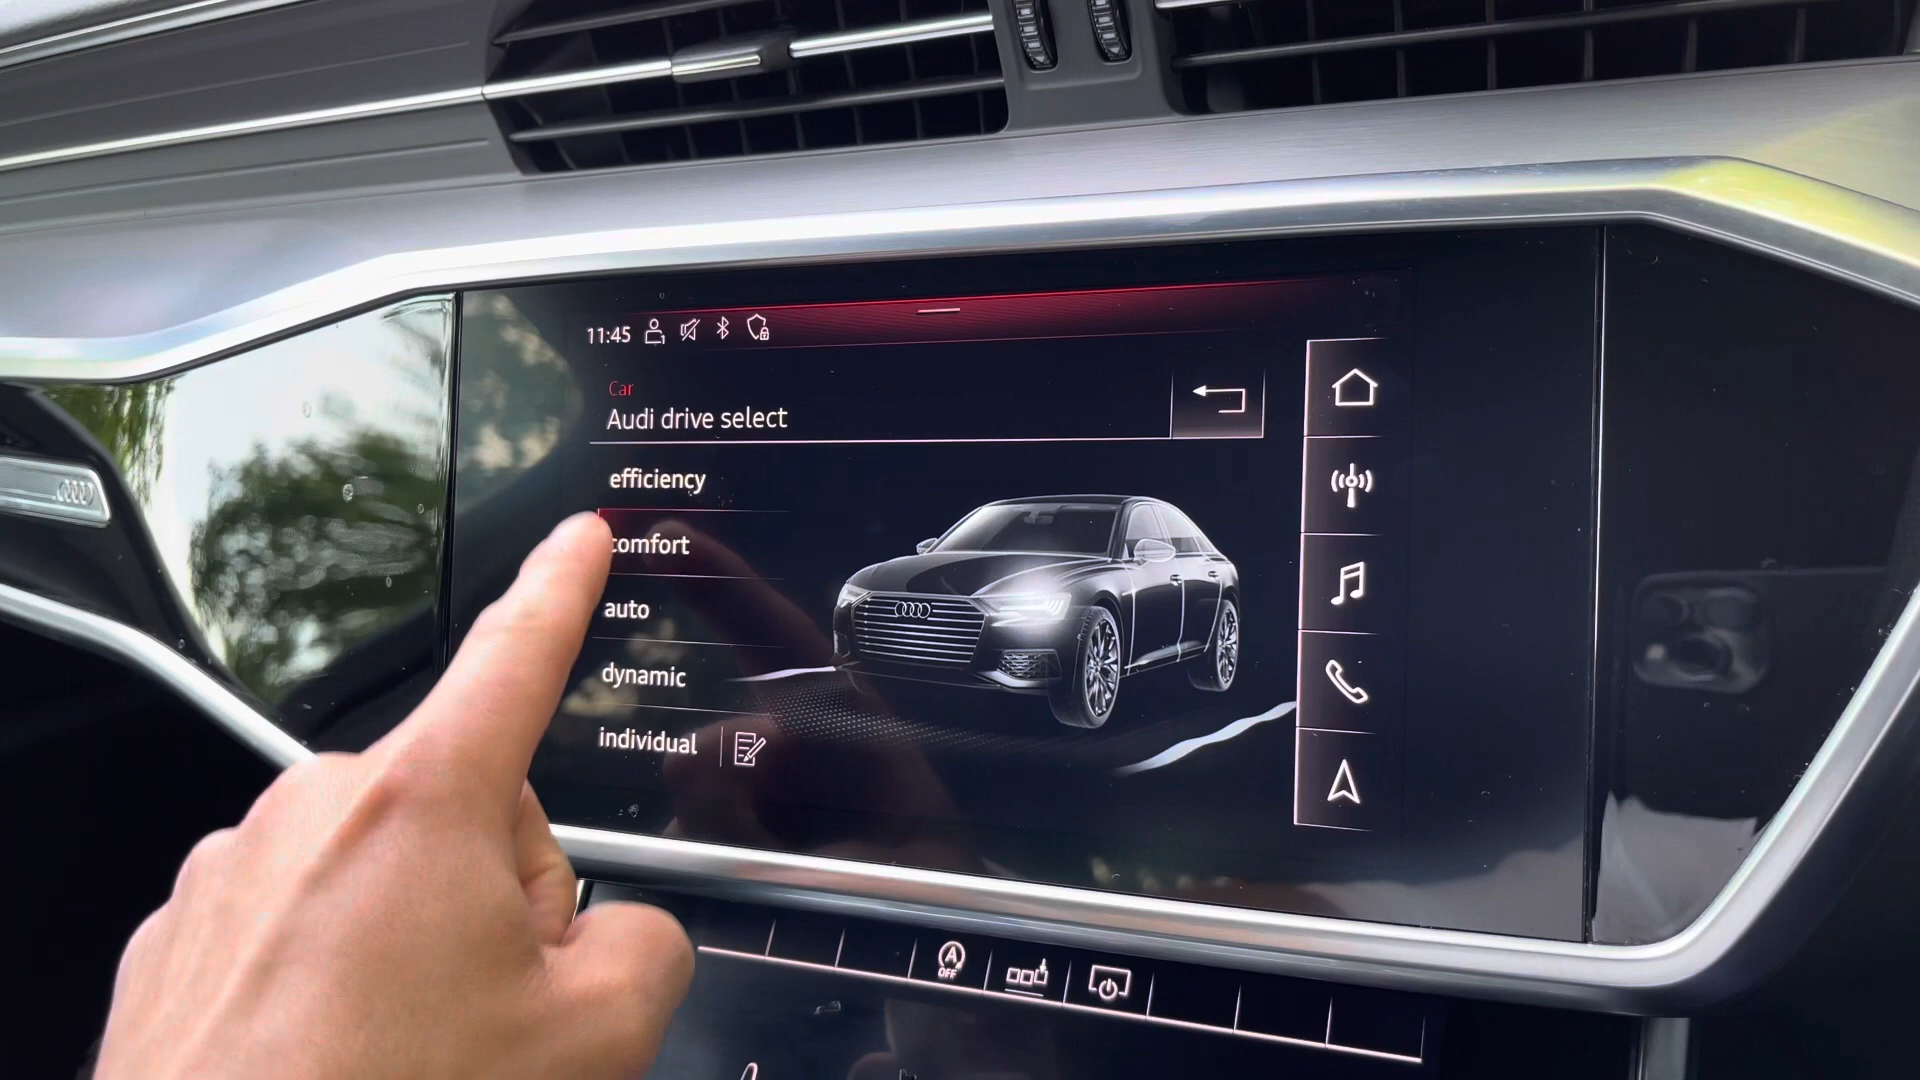 11:45
Car
Audi drive select
efficiency
comfort
auto
dynamic
individual
A
OFF